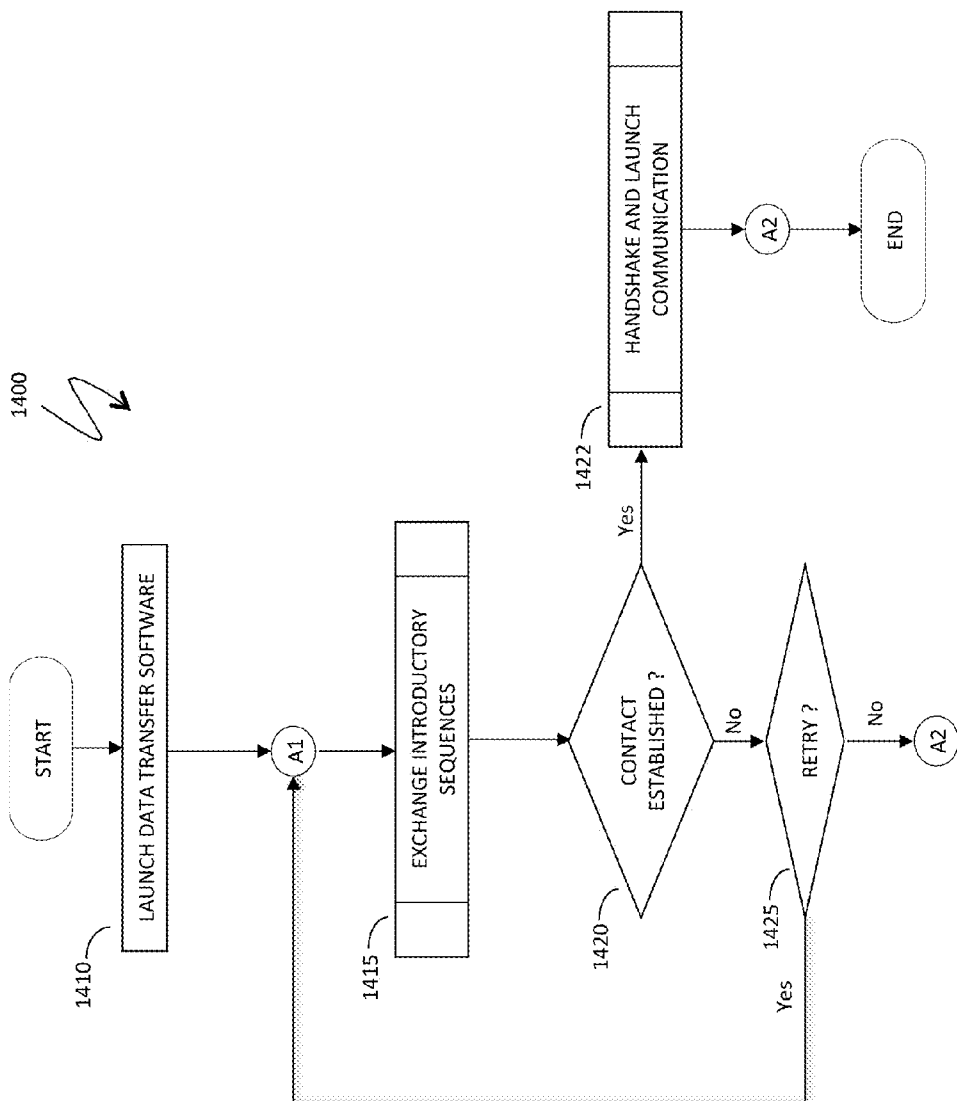 1400
START
1410
LAUNCH DATA TRANSFER SOFTWARE
A1
1415
EXCHANGE INTRODUCTORY
SEQUENCES
1420
CONTACT
ESTABLISHED ?
Yes
No
1422
HANDSHAKE AND LAUNCH
COMMUNICATION
A2
END
1425
RETRY ?
Yes
No
A2